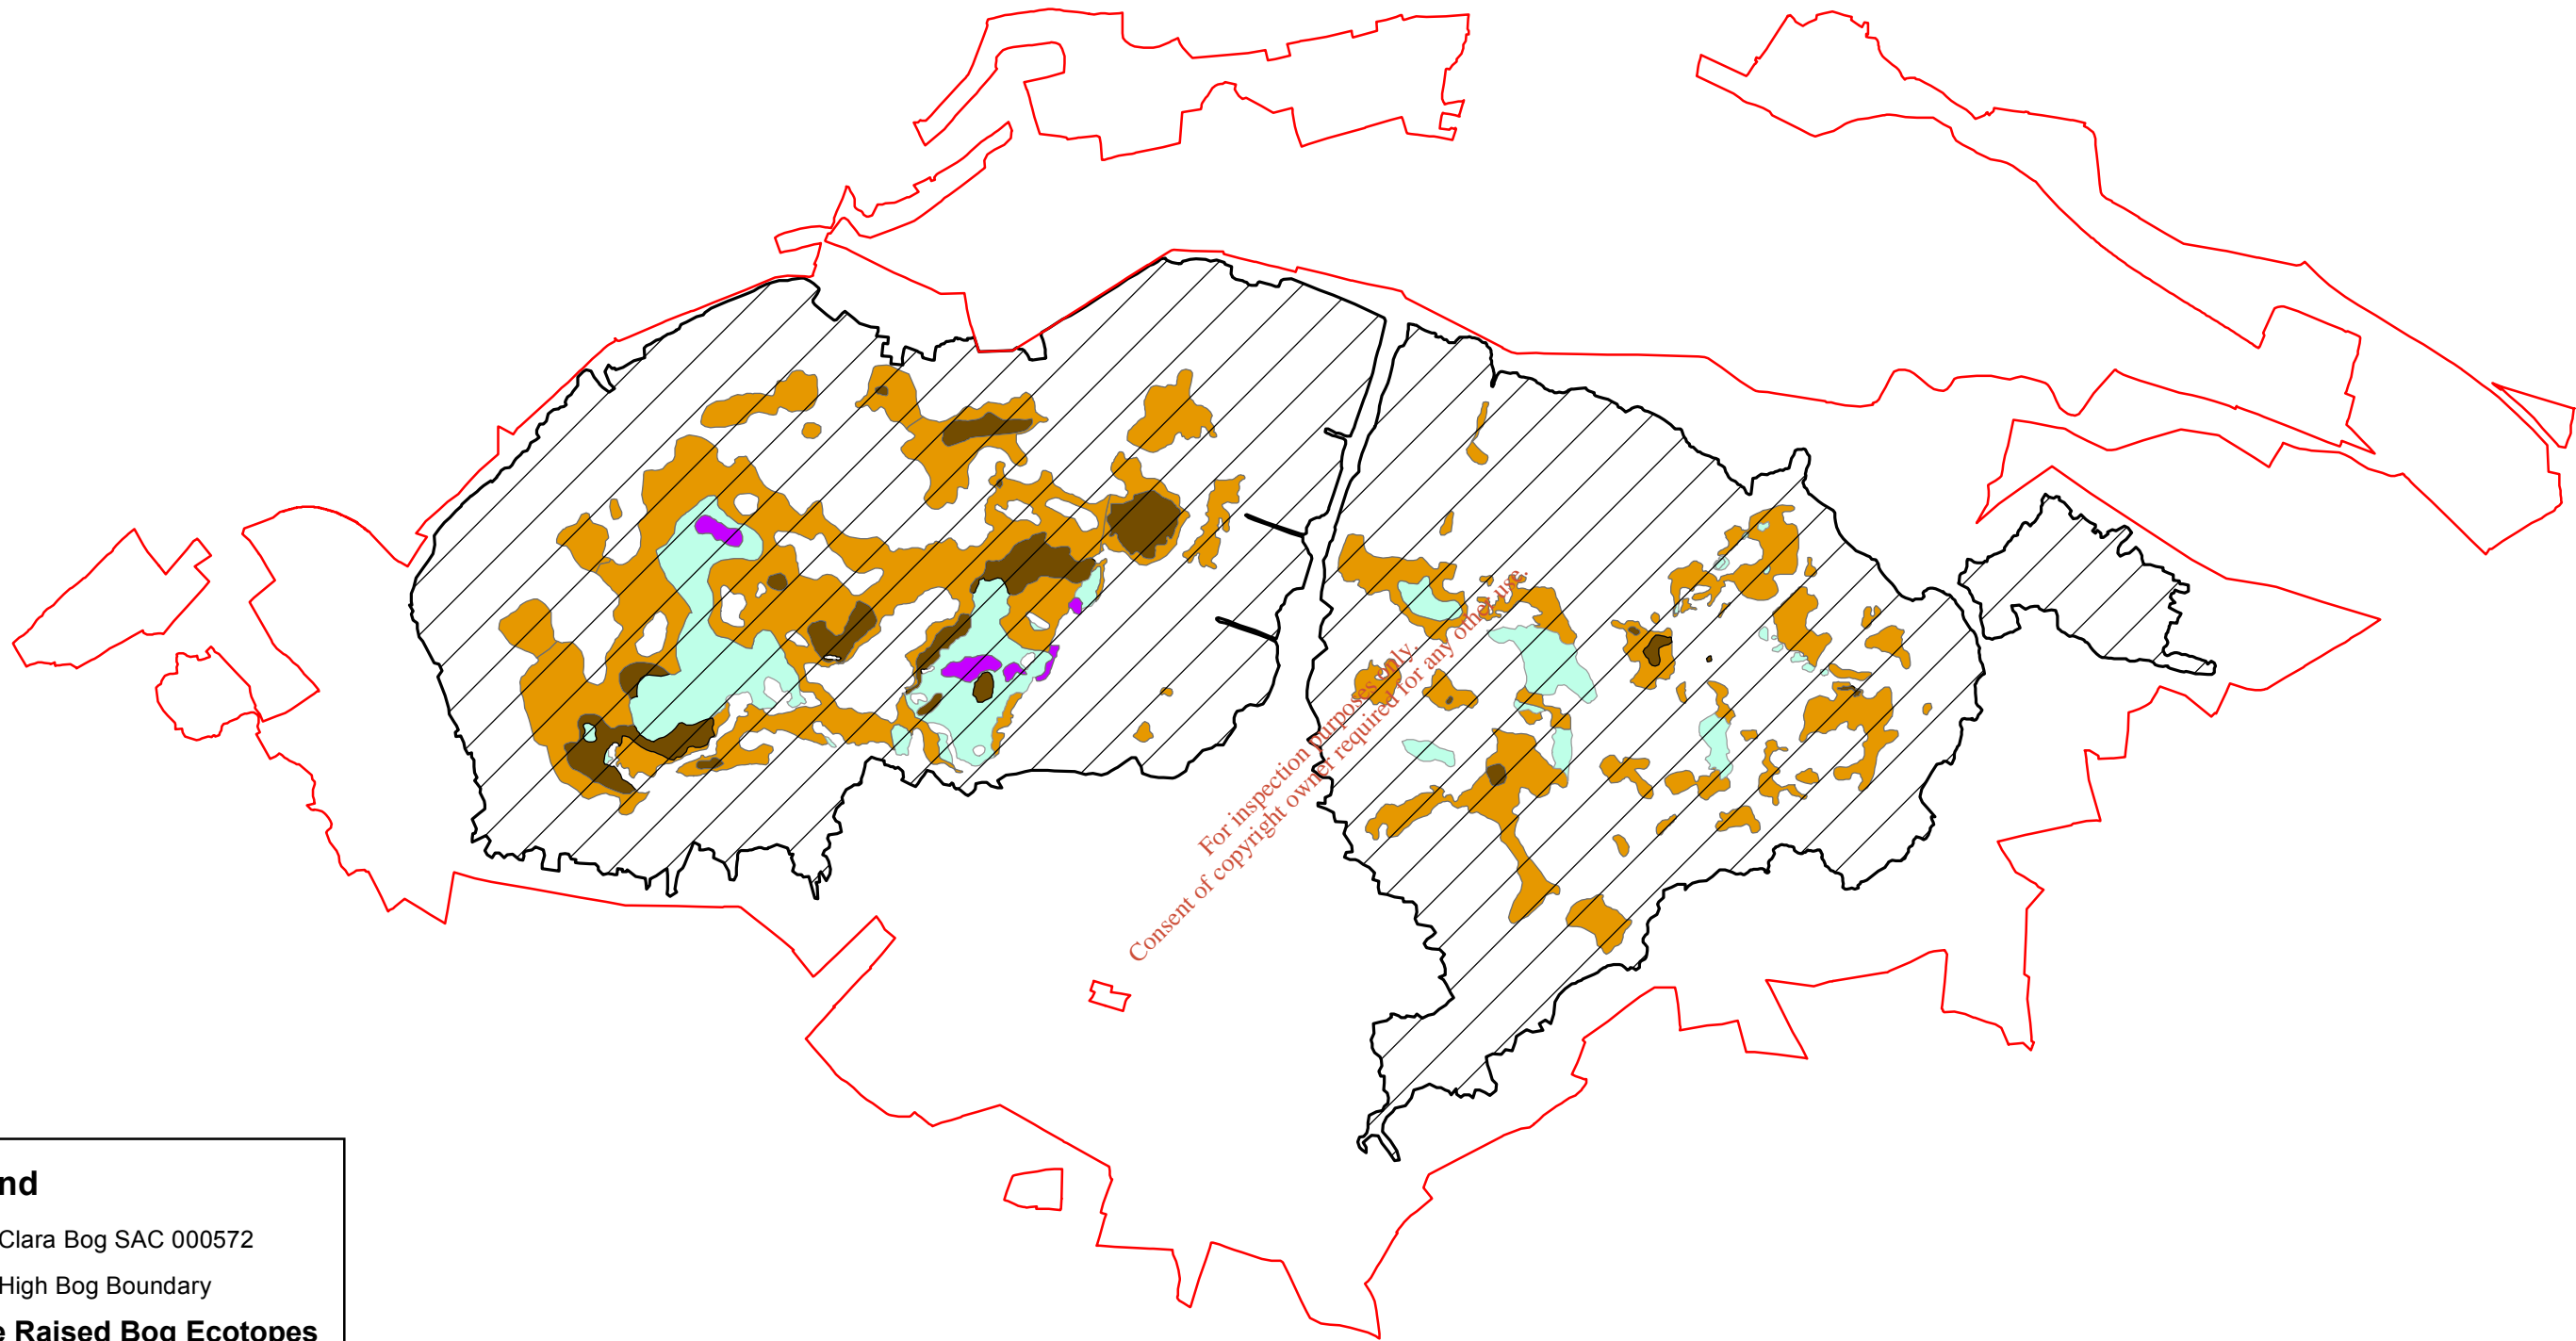 For inspection purposes only.
Consent of copyright owner required for any other use.
nd
Clara Bog SAC 000572
High Bog Boundary
e Raised Bog Ecotopes